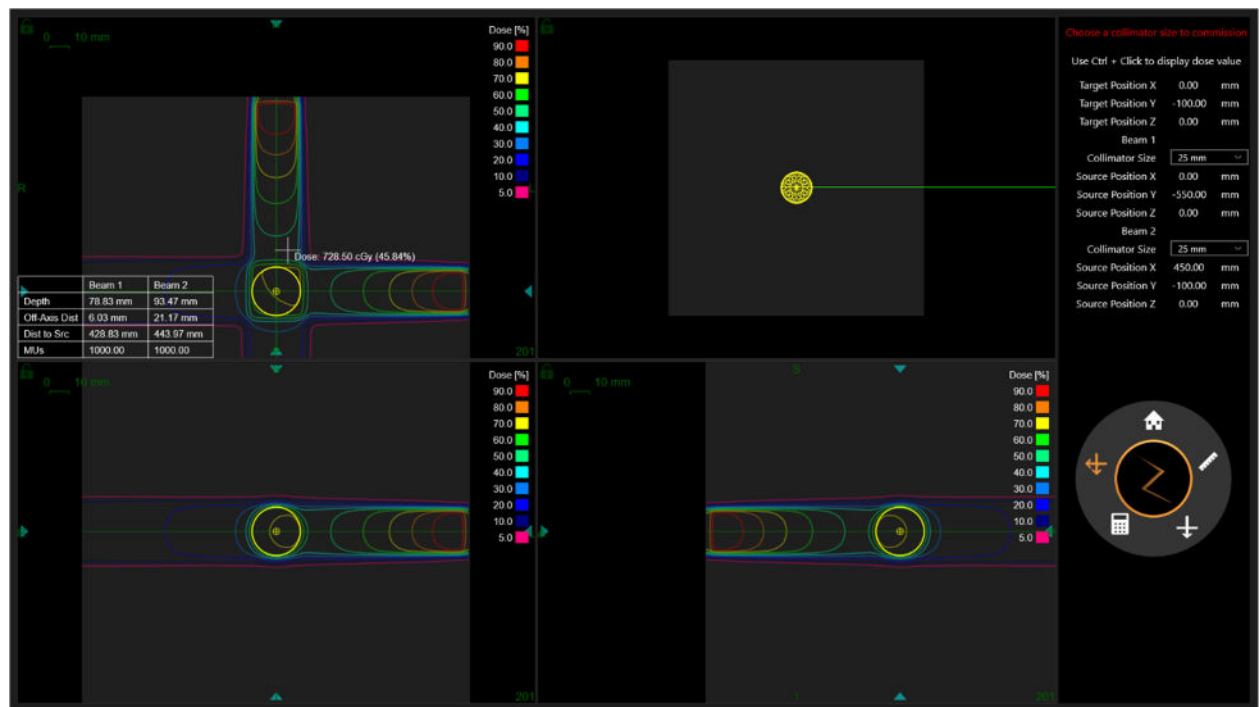 0 10 mm
Dose [%]
90.0
80.0
70.0
60.0
50.0
40.0
30.0
20.0
10.0
5.0
R
Dose: 728.50 cGy (45.84%)
Beam 1 Beam 2
Depth 78.83 mm 93.47 mm
Off-Axis Dist 6.03 mm 21.17 mm
Dist to Src 428.83 mm 443.97 mm
MUs 1000.00 1000.00
201
Choose a collimator size to commission
Use Ctrl + Click to display dose value
Target Position X 0.00 mm
Target Position Y -100.00 mm
Target Position Z 0.00 mm
Beam 1
Collimator Size 25 mm
Source Position X 0.00 mm
Source Position Y -550.00 mm
Source Position Z 0.00 mm
Beam 2
Collimator Size 25 mm
Source Position X 450.00 mm
Source Position Y -100.00 mm
Source Position Z 0.00 mm
0 10 mm
Dose [%]
90.0
80.0
70.0
60.0
50.0
40.0
30.0
20.0
10.0
5.0
201
0 10 mm
S
Dose [%]
90.0
80.0
70.0
60.0
50.0
40.0
30.0
20.0
10.0
5.0
I
201